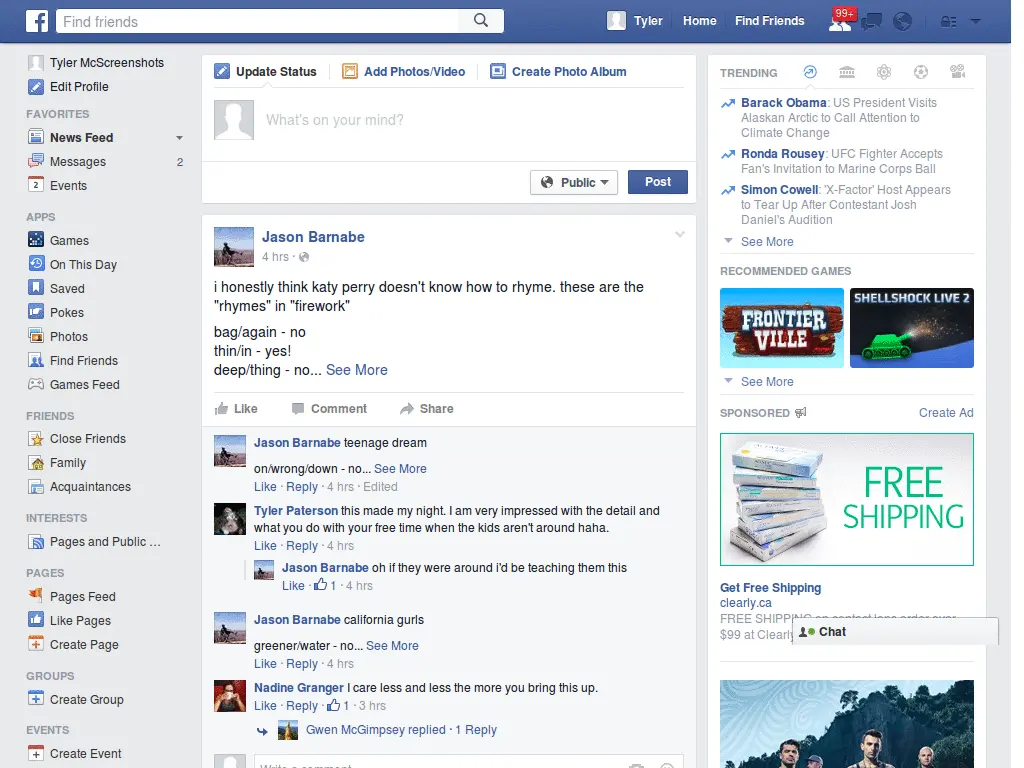 f
Find friends
Tyler
Home
Find Friends
99+
Tyler McScreenshots
Edit Profile
FAVORITES
News Feed
Messages 2
2 Events
APPS
Games
On This Day
Saved
Pokes
Photos
Find Friends
Games Feed
FRIENDS
Close Friends
Family
Acquaintances
INTERESTS
Pages and Public ...
PAGES
Pages Feed
Like Pages
Create Page
GROUPS
Create Group
EVENTS
Create Event
Update Status
Add Photos/Video
Create Photo Album
What's on your mind?
Public
Post
Jason Barnabe
4 hrs ·
i honestly think katy perry doesn't know how to rhyme. these are the
"rhymes" in "firework"
bag/again - no
thin/in - yes!
deep/thing - no... See More
Like Comment Share
Jason Barnabe teenage dream
on/wrong/down - no... See More
Like · Reply · 4 hrs · Edited
Tyler Paterson this made my night. I am very impressed with the detail and
what you do with your free time when the kids aren't around haha.
Like · Reply · 4 hrs
Jason Barnabe oh if they were around i'd be teaching them this
Like · 1 · 4 hrs
Jason Barnabe california gurls
greener/water - no... See More
Like · Reply · 4 hrs
Nadine Granger I care less and less the more you bring this up.
Like · Reply · 1 · 3 hrs
Gwen McGimpsey replied · 1 Reply
Write a comment...
TRENDING
Barack Obama: US President Visits
Alaskan Arctic to Call Attention to
Climate Change
Ronda Rousey: UFC Fighter Accepts
Fan's Invitation to Marine Corps Ball
Simon Cowell: 'X-Factor' Host Appears
to Tear Up After Contestant Josh
Daniel's Audition
See More
RECOMMENDED GAMES
FRONTIER
VILLE
SHELLSHOCK LIVE 2
See More
SPONSORED
Create Ad
FREE
SHIPPING
Get Free Shipping
clearly.ca
FREE SHIPPING on contact lens order over
$99 at Clearly
Chat